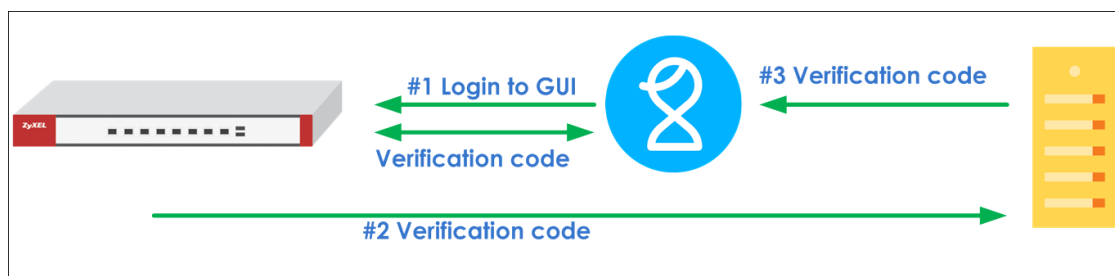 #1 Login to GUI
#3 Verification code
ZyXEL
Verification code
#2 Verification code